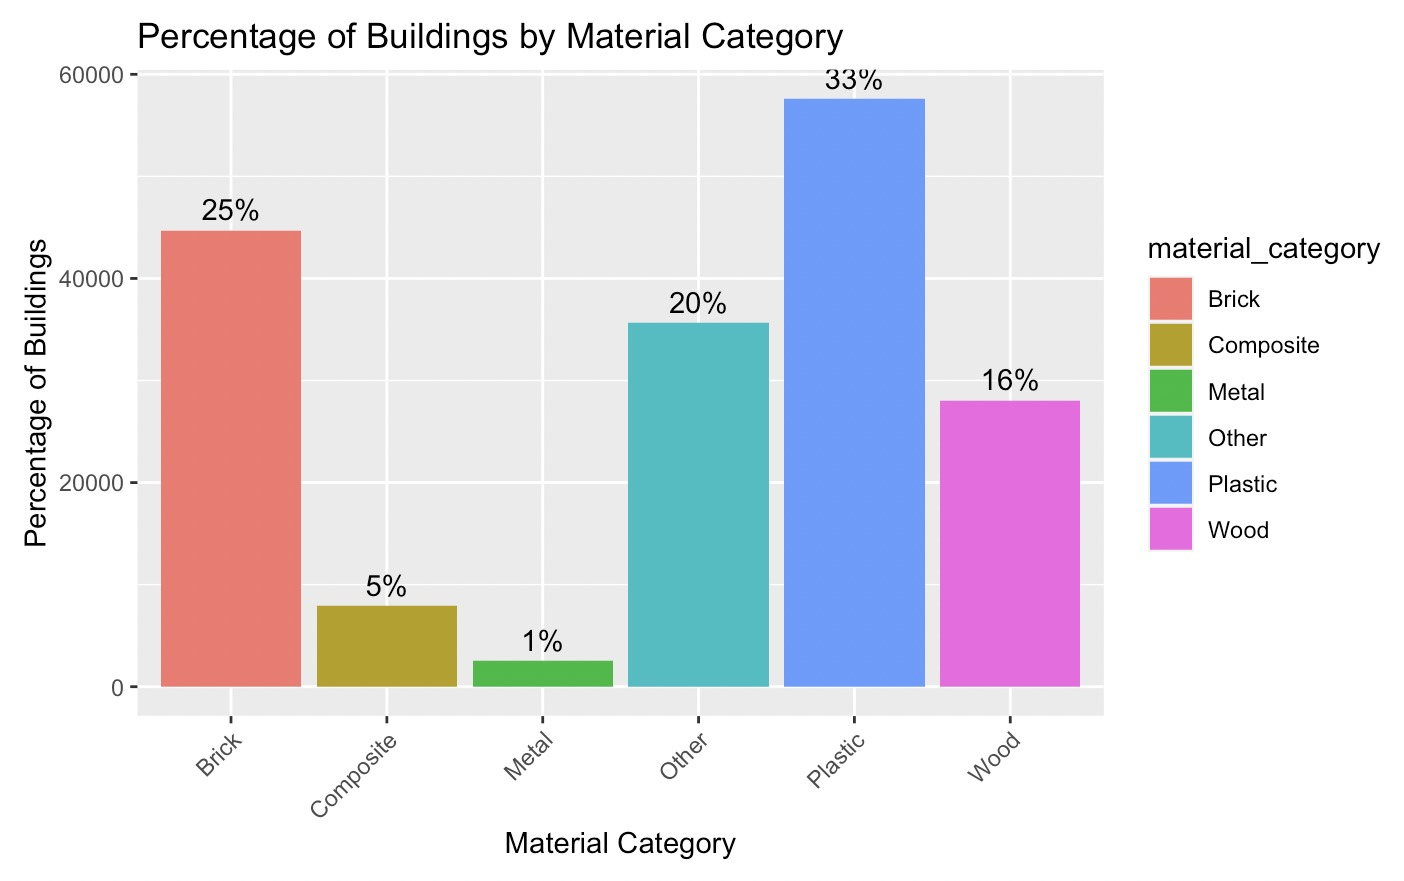 Percentage of Buildings by Material Category
Percentage of Buildings
60000
40000
20000
0
25%
5%
1%
20%
33%
16%
Brick
Composite
Metal
Other
Plastic
Wood
Material Category
material_category
Brick
Composite
Metal
Other
Plastic
Wood